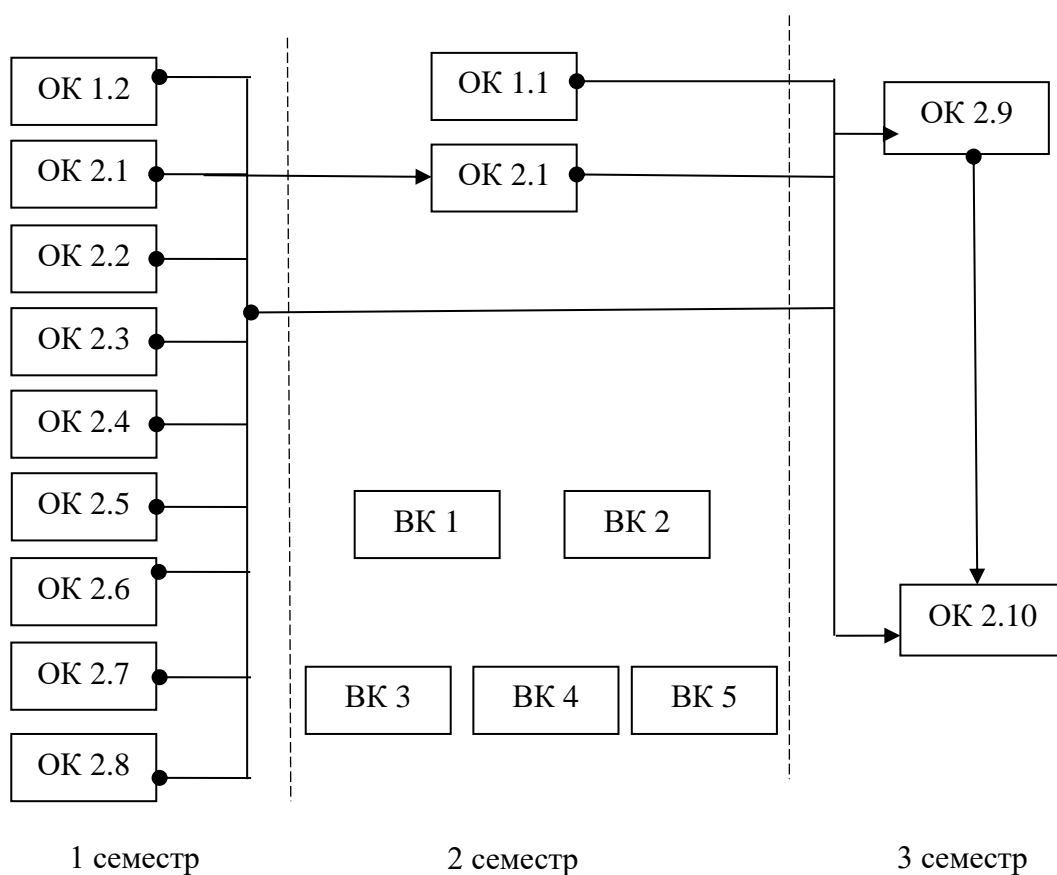 ОК 1.2
ОК 2.1
ОК 2.2
ОК 2.3
ОК 2.4
ОК 2.5
ОК 2.6
ОК 2.7
ОК 2.8
1 семестр
ОК 1.1
ОК 2.1
ВК 1
ВК 2
ВК 3
ВК 4
ВК 5
2 семестр
ОК 2.9
ОК 2.10
3 семестр